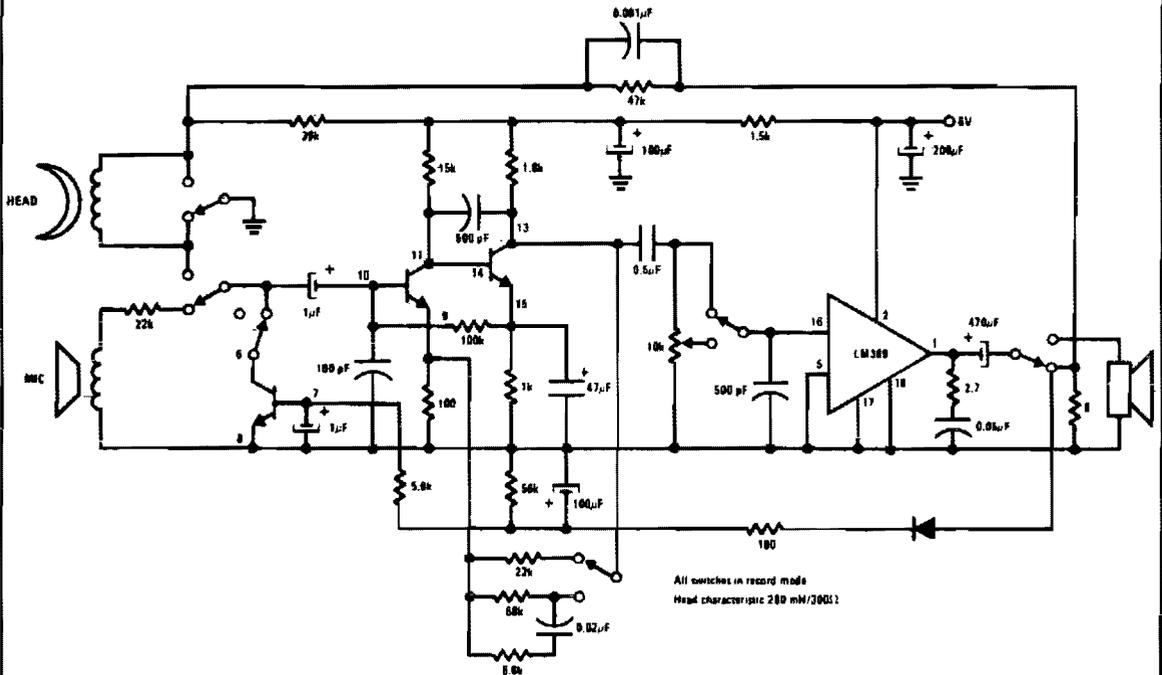 0.001µF
47k
39k
1.5k
6V
15k
1.8k
100µF
200µF
HEAD
13
500 pF
11
14
0.5µF
10
15
1µF
22k
9
100k
10k
16
2
470µF
LM389
1
5
18
17
MIC
6
100 pF
47µF
500 pF
2.7
8
7
100
1k
8
1µF
0.05µF
5.6k
100µF
180
22k
All switches in record mode
68k
Head characteristic 280 mH/300Ω
0.02µF